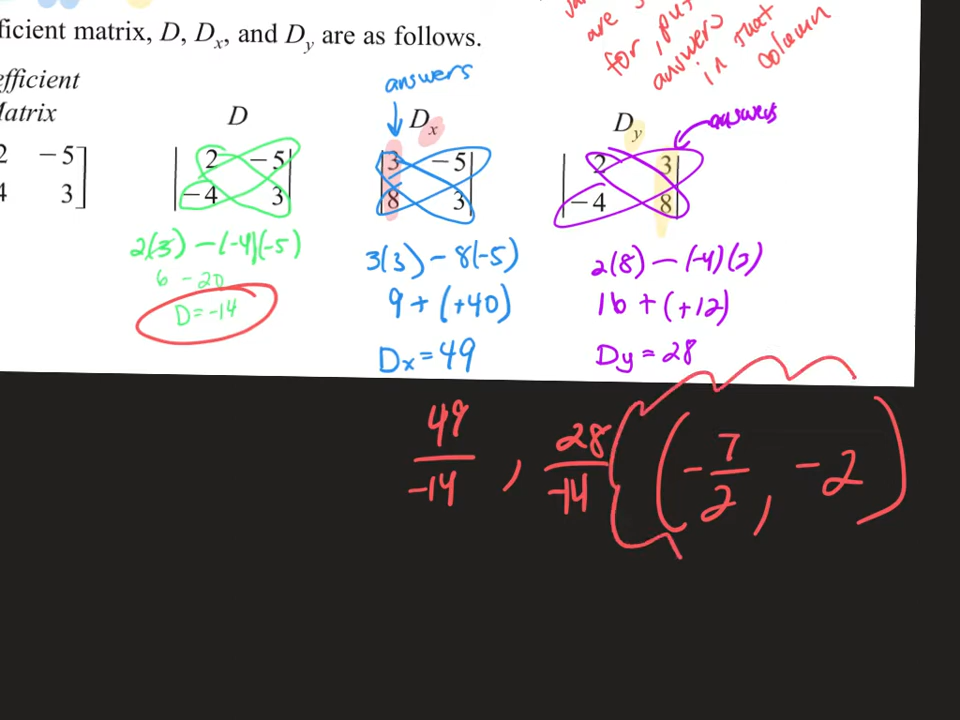 are
for, put
answers
in that
column
fficient matrix, D, Dx, and Dy are as follows.
efficient
Matrix
2 −5]
4 3]
D
|2 −5|
|−4 3|
2(3) − (-4)(-5)
6 - 20
D = -14
answers
Dx
|3 −5|
|8 3|
3(3) − 8(-5)
9 + (+40)
Dx = 49
answers
Dy
|2 3|
|−4 8|
2(8) − (-4)(3)
16 + (+12)
Dy = 28
49/-14 , 28/-14 (-7/2, -2)